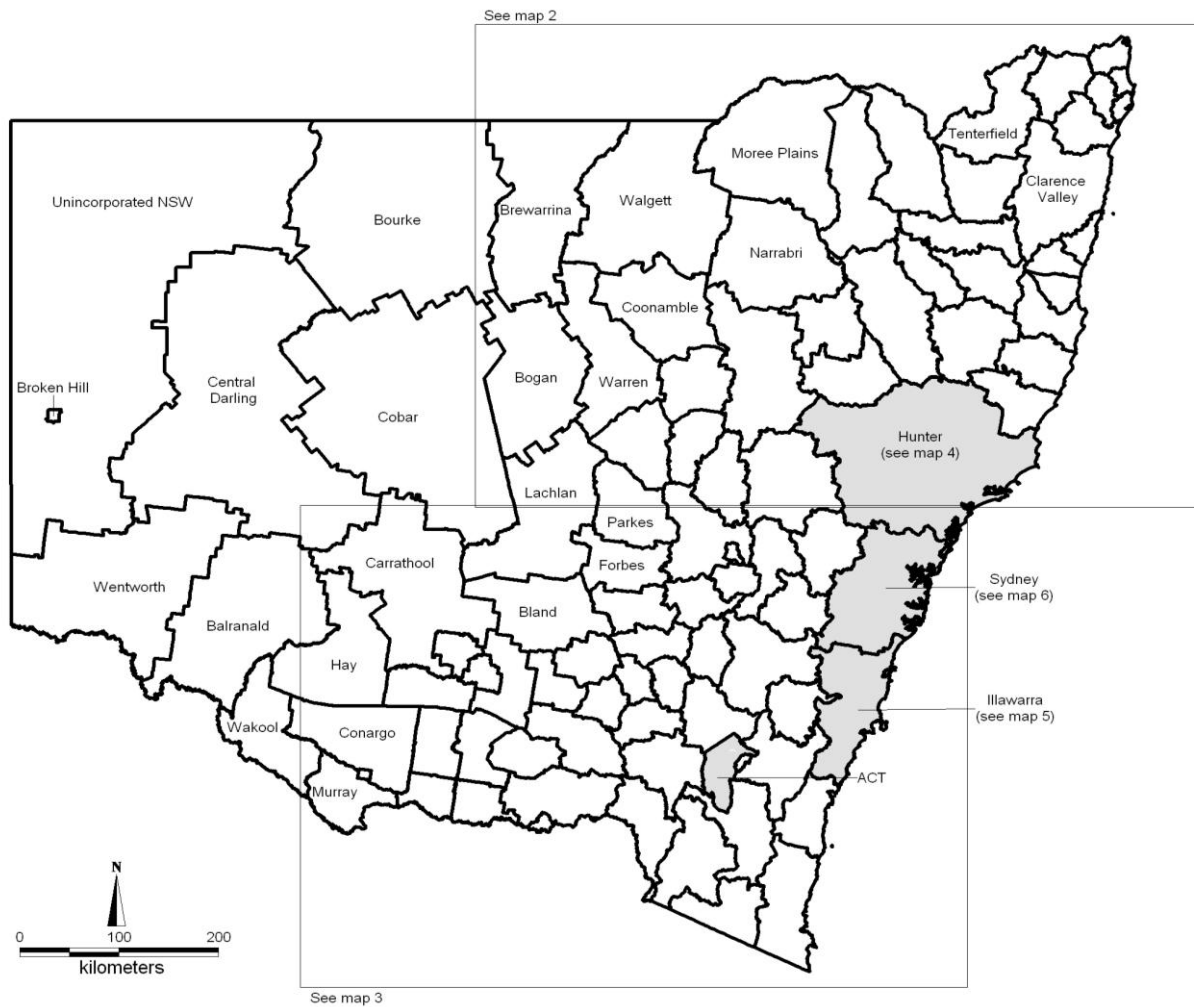 See map 2
Tenterfield
Moree Plains
Clarence
Valley
Unincorporated NSW
Bourke
Brewarrina
Walgett
Narrabri
Coonamble
Broken Hill
Central
Darling
Cobar
Bogan
Warren
Hunter
(see map 4)
Lachlan
Parkes
Carrathool
Forbes
Wentworth
Sydney
(see map 6)
Balranald
Bland
Hay
Illawarra
(see map 5)
Wakool
Conargo
ACT
Murray
N
0 100 200
kilometers
See map 3